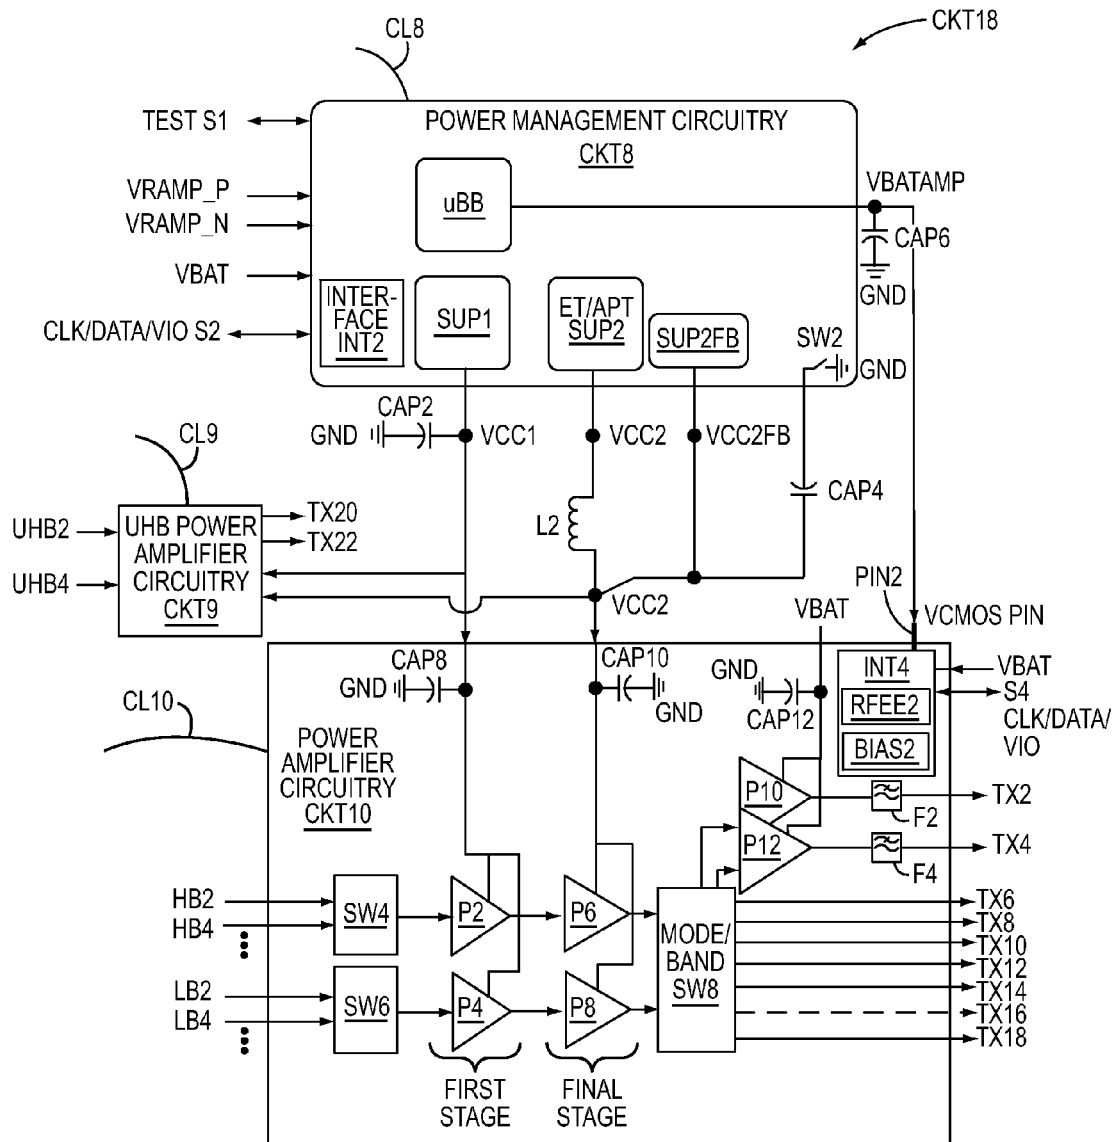 CL8
CKT18
TEST S1
POWER MANAGEMENT CIRCUITRY
CKT8
VRAMP_P
VRAMP_N
uBB
VBATAMP
CAP6
GND
VBAT
CLK/DATA/VIO S2
INTER-
FACE
INT2
SUP1
ET/APT
SUP2
SUP2FB
SW2
GND
CAP2
GND
VCC1
VCC2
VCC2FB
CAP4
CL9
UHB2
UHB4
UHB POWER
AMPLIFIER
CIRCUITRY
CKT9
TX20
TX22
L2
VCC2
VBAT
PIN2
VCMOS PIN
CAP8
GND
CAP10
GND
GND
CAP12
INT4
RFEE2
BIAS2
VBAT
S4
CLK/DATA/
VIO
CL10
POWER
AMPLIFIER
CIRCUITRY
CKT10
P10
P12
F2
F4
TX2
TX4
HB2
HB4
SW4
P2
P6
LB2
LB4
SW6
P4
P8
MODE/
BAND
SW8
TX6
TX8
TX10
TX12
TX14
TX16
TX18
FIRST
STAGE
FINAL
STAGE